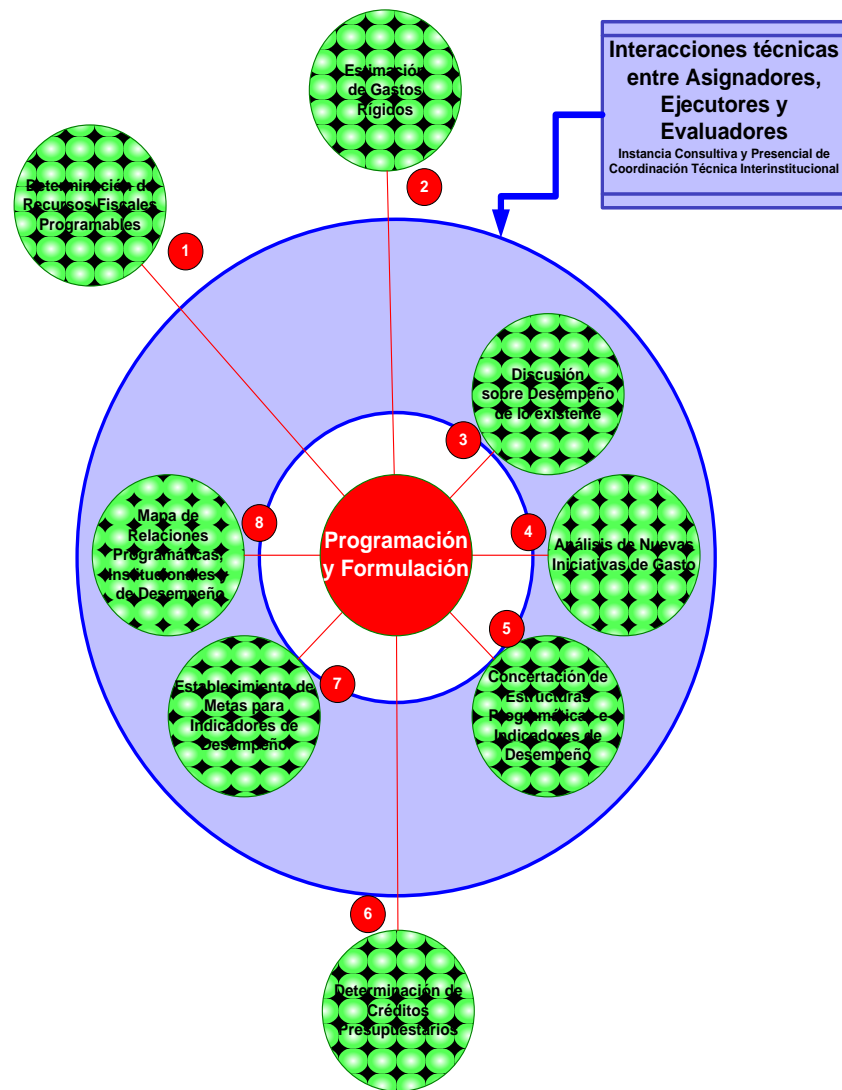 Interacciones técnicas
entre Asignadores,
Ejecutores y
Evaluadores
Instancia Consultiva y Presencial de
Coordinación Técnica Interinstitucional
Estimación
de Gastos
Rígidos
2
Determinación de
Recursos Fiscales
Programables
1
Discusión
sobre Desempeño
de lo existente
3
Mapa de
Relaciones
Programáticas,
Institucionales y
de Desempeño
8
Programación
y Formulación
4
Análisis de Nuevas
Iniciativas de Gasto
5
Concertación de
Estructuras
Programáticas e
Indicadores de
Desempeño
7
Establecimiento de
Metas para
Indicadores de
Desempeño
6
Determinación de
Créditos
Presupuestarios